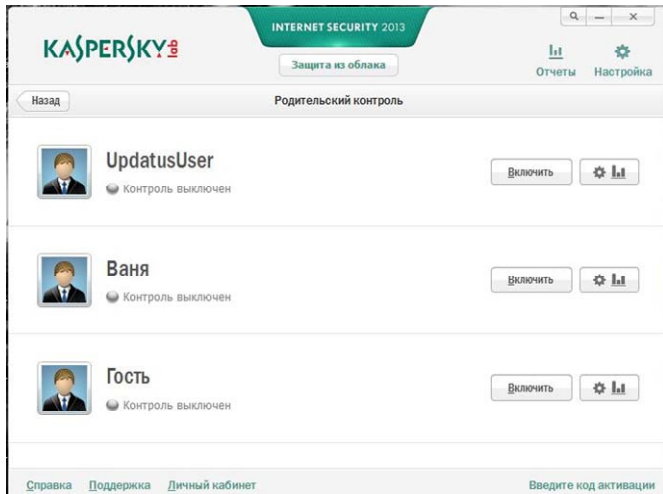 INTERNET SECURITY 2013
KASPERSKY lab
Защита из облака
Отчеты Настройка
Назад
Родительский контроль
UpdatusUser
Контроль выключен
Включить
Ваня
Контроль выключен
Включить
Гость
Контроль выключен
Включить
Справка Поддержка Личный кабинет Введите код активации